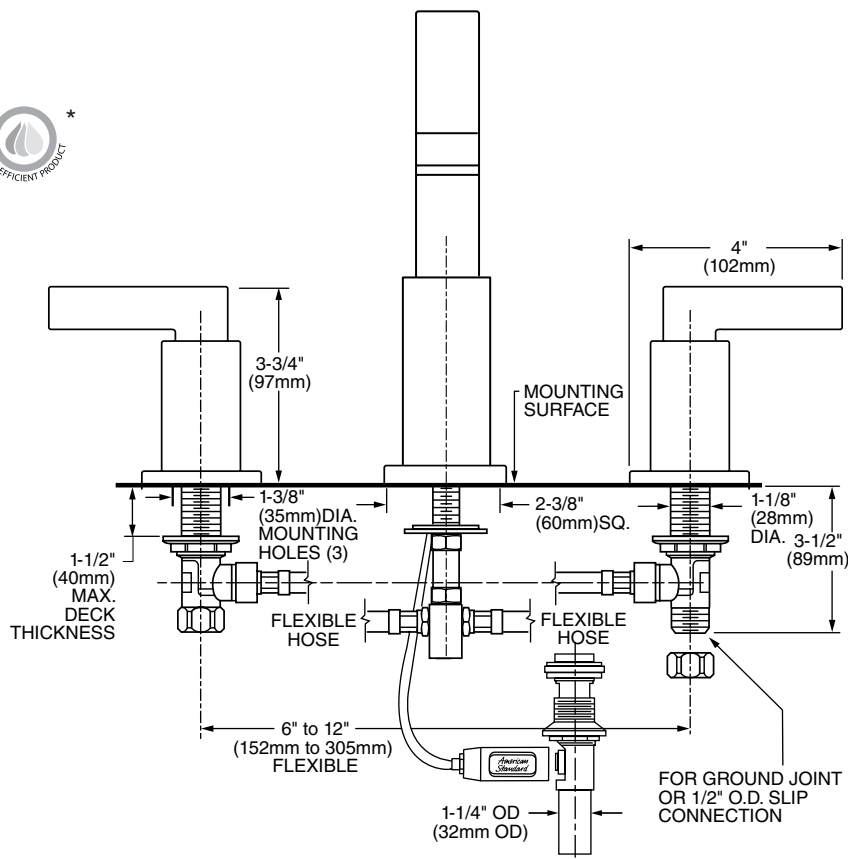 *
EFFICIENT PRODUCT
4"
(102mm)
3-3/4"
(97mm)
MOUNTING
SURFACE
1-3/8"
(35mm)DIA.
MOUNTING
HOLES (3)
2-3/8"
(60mm)SQ.
1-1/8"
(28mm)
DIA.
3-1/2"
(89mm)
1-1/2"
(40mm)
MAX.
DECK
THICKNESS
FLEXIBLE
HOSE
FLEXIBLE
HOSE
6" to 12"
(152mm to 305mm)
FLEXIBLE
American
Standard
1-1/4" OD
(32mm OD)
FOR GROUND JOINT
OR 1/2" O.D. SLIP
CONNECTION